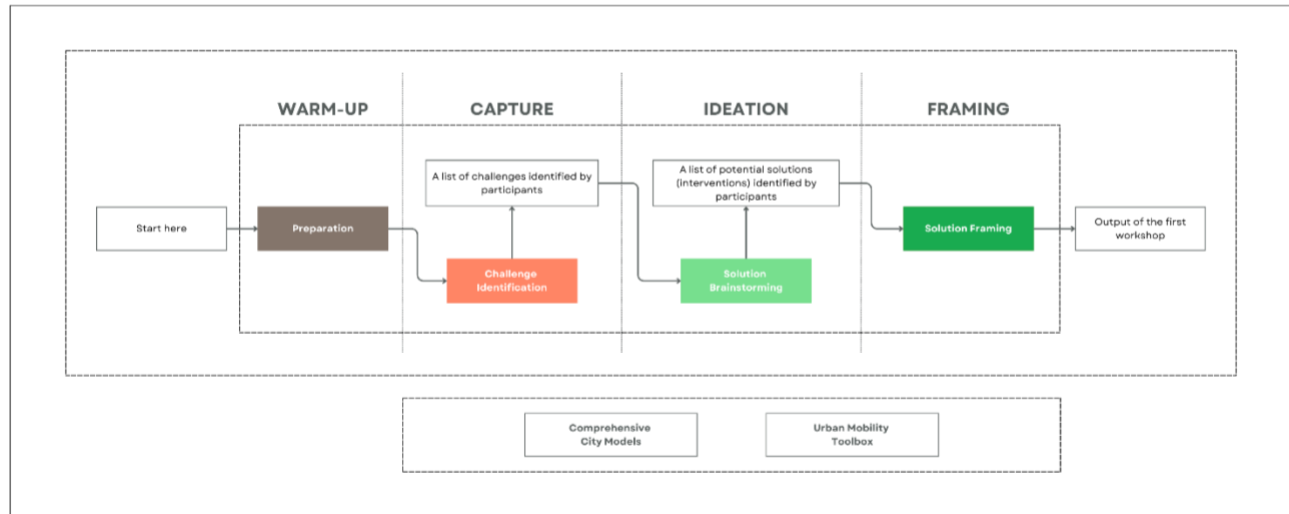 WARM-UP
CAPTURE
IDEATION
FRAMING
A list of challenges identified by
participants
A list of potential solutions
(interventions) identified by
participants
Start here
Preparation
Challenge
Identification
Solution
Brainstorming
Solution Framing
Output of the first
workshop
Comprehensive
City Models
Urban Mobility
Toolbox